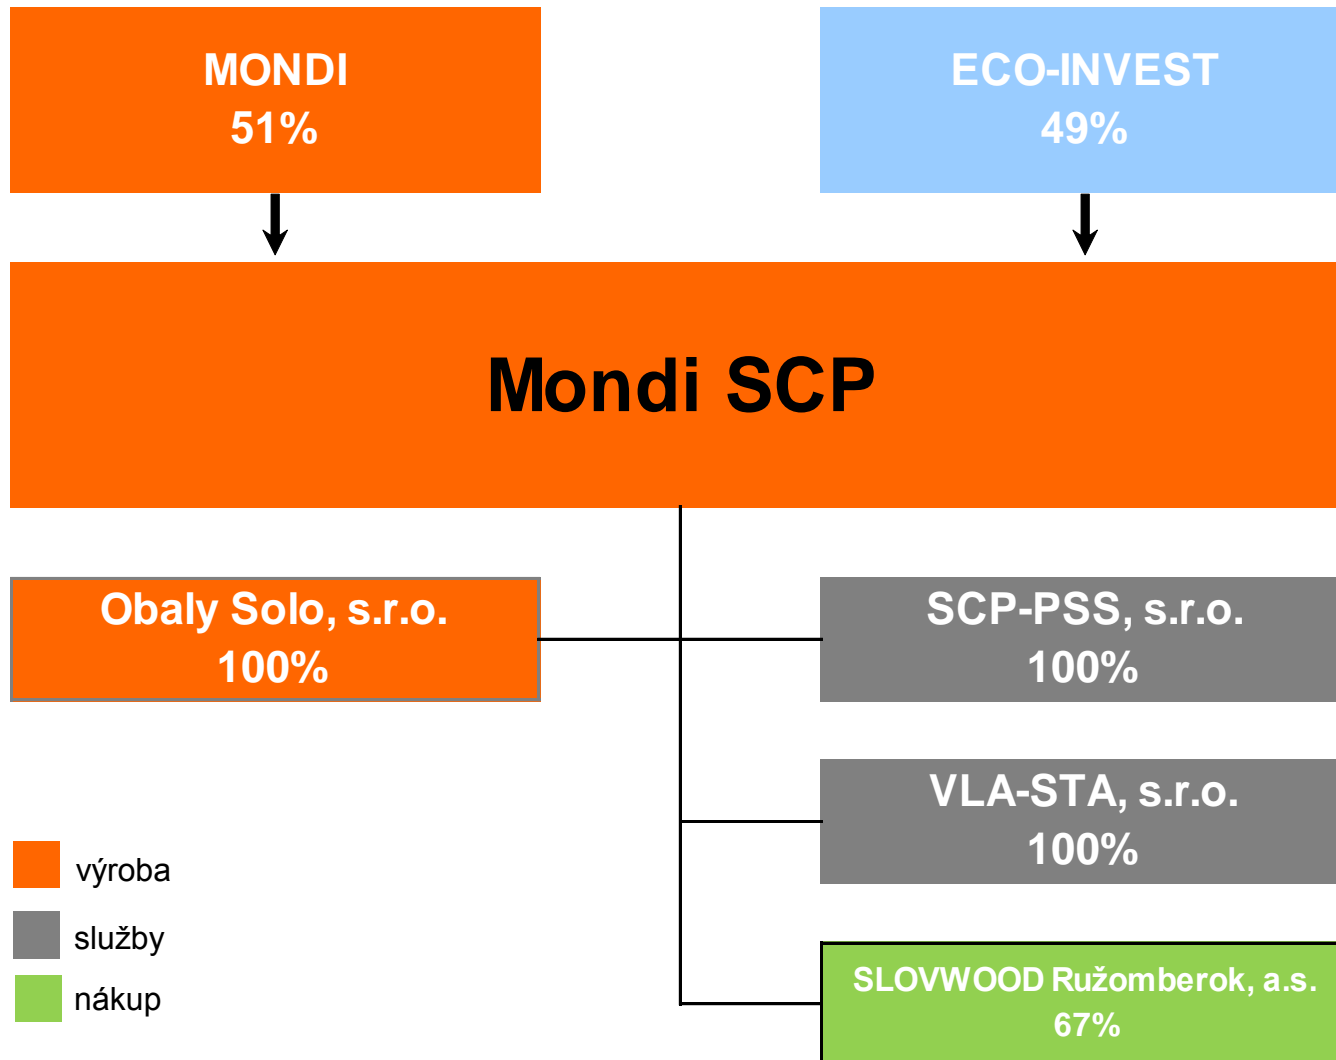 MONDI
51%
ECO-INVEST
49%
Mondi SCP
Obaly Solo, s.r.o.
100%
SCP-PSS, s.r.o.
100%
VLA-STA, s.r.o.
100%
SLOVWOOD Ružomberok, a.s.
67%
výroba
služby
nákup